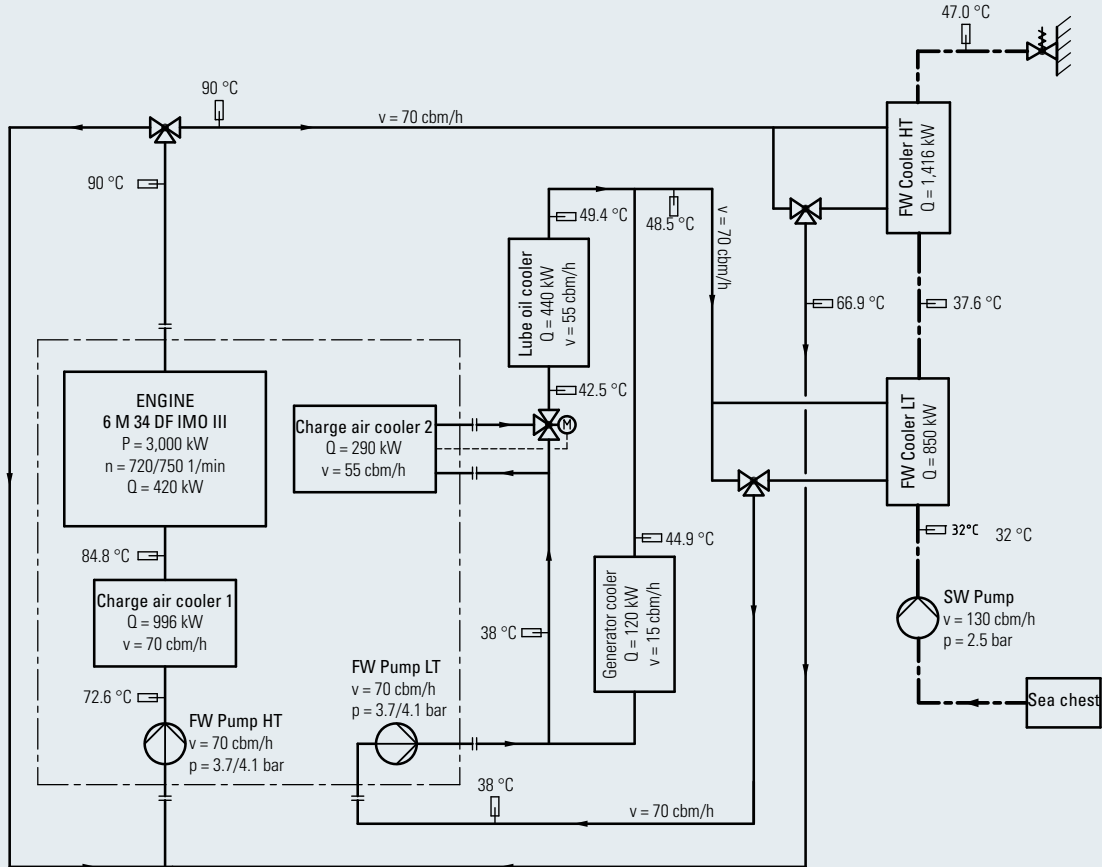 47.0 °C
90 °C
v = 70 cbm/h
90 °C
FW Cooler HT
Q = 1,416 kW
49.4 °C
48.5 °C
v = 70 cbm/h
Lube oil cooler
Q = 440 kW
v = 55 cbm/h
66.9 °C
37.6 °C
42.5 °C
ENGINE
6 M 34 DF IMO III
P = 3,000 kW
n = 720/750 1/min
Q = 420 kW
Charge air cooler 2
Q = 290 kW
v = 55 cbm/h
M
FW Cooler LT
Q = 850 kW
84.8 °C
44.9 °C
32°C
32 °C
Charge air cooler 1
Q = 996 kW
v = 70 cbm/h
Generator cooler
Q = 120 kW
v = 15 cbm/h
SW Pump
v = 130 cbm/h
p = 2.5 bar
38 °C
72.6 °C
FW Pump LT
v = 70 cbm/h
p = 3.7/4.1 bar
FW Pump HT
v = 70 cbm/h
p = 3.7/4.1 bar
Sea chest
38 °C
v = 70 cbm/h